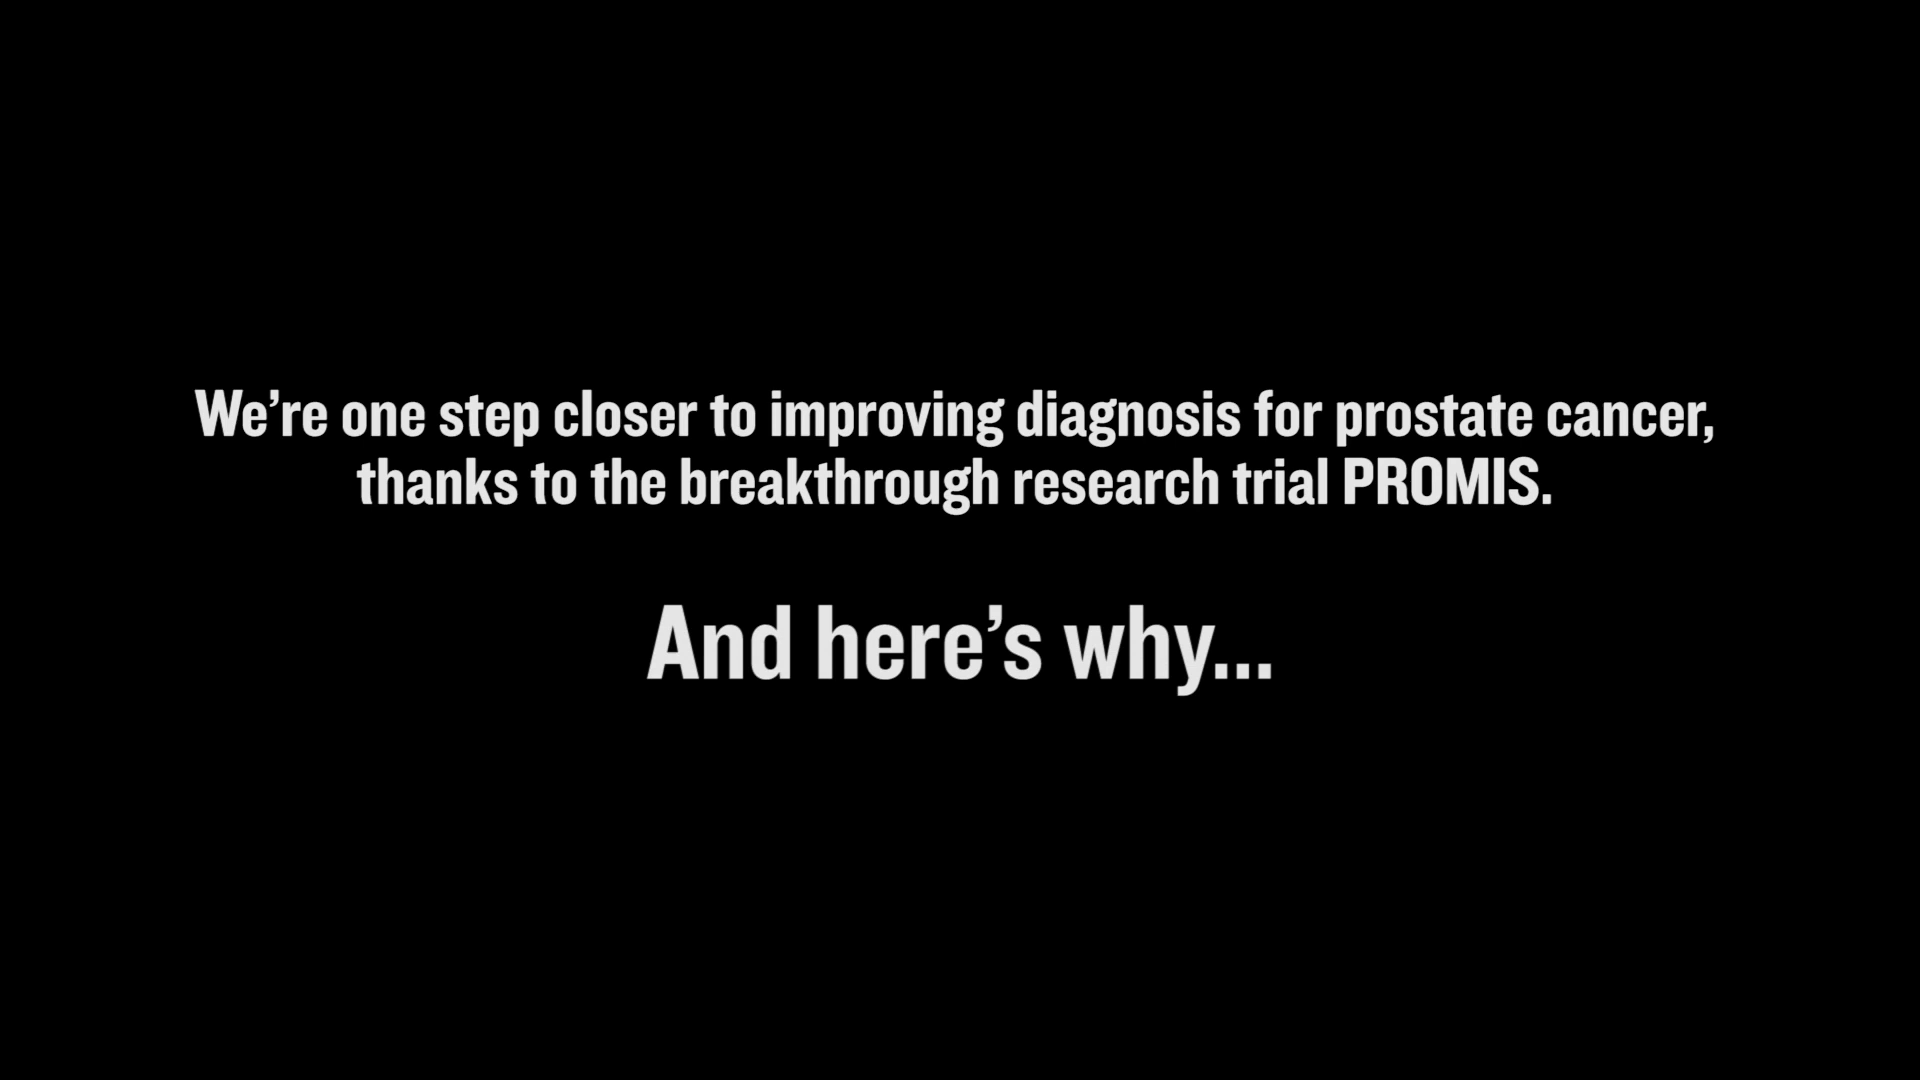 We’re one step closer to improving diagnosis for prostate cancer,
thanks to the breakthrough research trial PROMIS.
And here’s why...